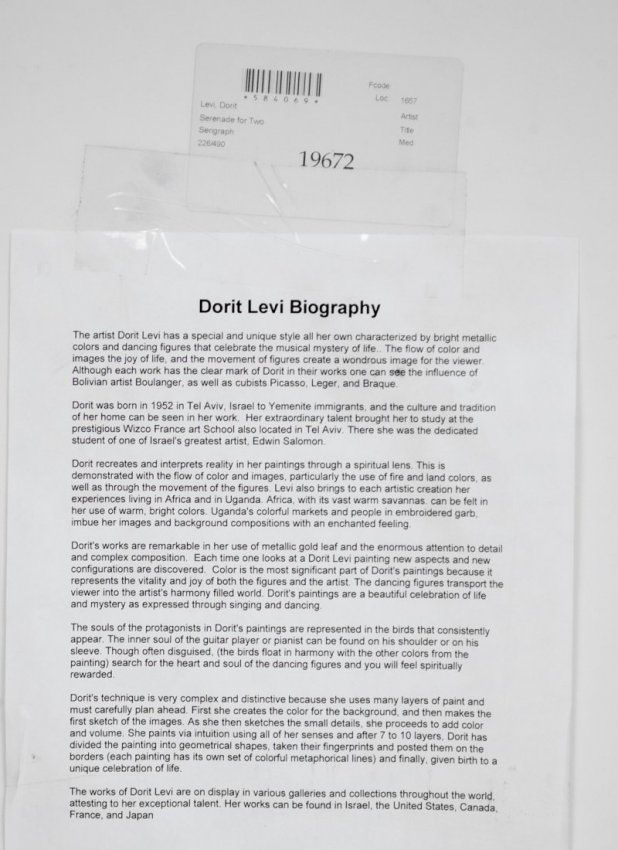 *584069*
Fcode
Loc 1657
Levi, Dorit Artist
Serenade for Two Title
Serigraph Med
226/490
19672
Dorit Levi Biography
The artist Dorit Levi has a special and unique style all her own characterized by bright metallic
colors and dancing figures that celebrate the musical mystery of life.. The flow of color and
images the joy of life, and the movement of figures create a wondrous image for the viewer.
Although each work has the clear mark of Dorit in their works one can see the influence of
Bolivian artist Boulanger, as well as cubists Picasso, Leger, and Braque.
Dorit was born in 1952 in Tel Aviv, Israel to Yemenite immigrants, and the culture and tradition
of her home can be seen in her work. Her extraordinary talent brought her to study at the
prestigious Wizco France art School also located in Tel Aviv. There she was the dedicated
student of one of Israel's greatest artist, Edwin Salomon.
Dorit recreates and interprets reality in her paintings through a spiritual lens. This is
demonstrated with the flow of color and images, particularly the use of fire and land colors, as
well as through the movement of the figures. Levi also brings to each artistic creation her
experiences living in Africa and in Uganda. Africa, with its vast warm savannas. can be felt in
her use of warm, bright colors. Uganda's colorful markets and people in embroidered garb,
imbue her images and background compositions with an enchanted feeling.
Dorit's works are remarkable in her use of metallic gold leaf and the enormous attention to detail
and complex composition. Each time one looks at a Dorit Levi painting new aspects and new
configurations are discovered. Color is the most significant part of Dorit's paintings because it
represents the vitality and joy of both the figures and the artist. The dancing figures transport the
viewer into the artist's harmony filled world. Dorit's paintings are a beautiful celebration of life
and mystery as expressed through singing and dancing.
The souls of the protagonists in Dorit's paintings are represented in the birds that consistently
appear. The inner soul of the guitar player or pianist can be found on his shoulder or on his
sleeve. Though often disguised, (the birds float in harmony with the other colors from the
painting) search for the heart and soul of the dancing figures and you will feel spiritually
rewarded.
Dorit's technique is very complex and distinctive because she uses many layers of paint and
must carefully plan ahead. First she creates the color for the background, and then makes the
first sketch of the images. As she then sketches the small details, she proceeds to add color
and volume. She paints via intuition using all of her senses and after 7 to 10 layers, Dorit has
divided the painting into geometrical shapes, taken their fingerprints and posted them on the
borders (each painting has its own set of colorful metaphorical lines) and finally, given birth to a
unique celebration of life.
The works of Dorit Levi are on display in various galleries and collections throughout the world,
attesting to her exceptional talent. Her works can be found in Israel, the United States, Canada,
France, and Japan